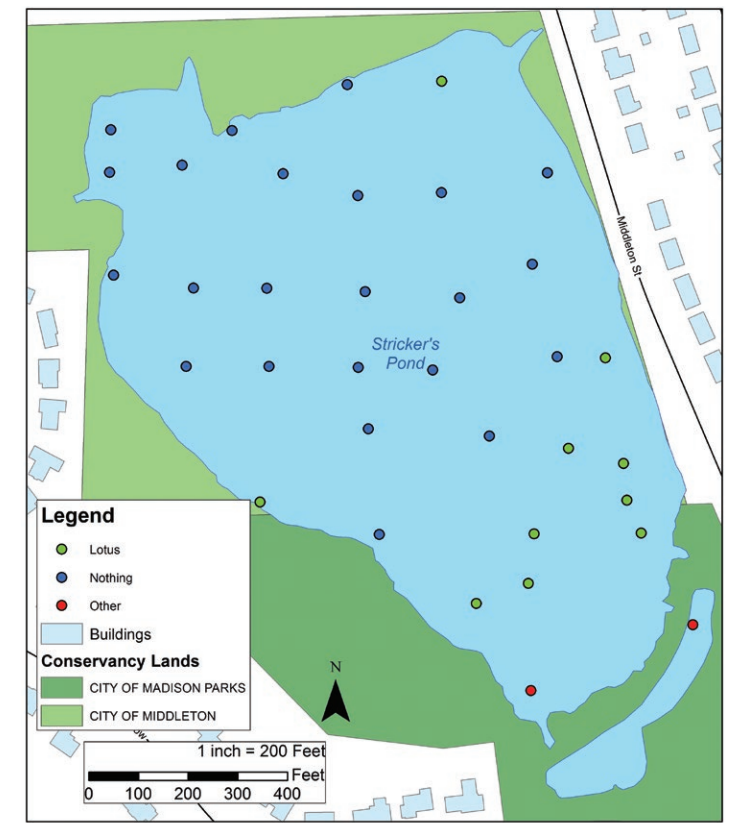 Middleton St
Stricker's
Pond
Legend
Lotus
Nothing
Other
Buildings
Conservancy Lands
CITY OF MADISON PARKS
CITY OF MIDDLETON
N
1 inch = 200 Feet
Feet
0 100 200 300 400